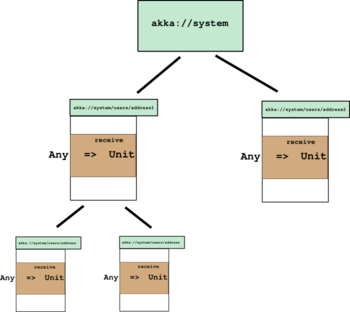 akka://system
akka://system/users/address1
akka://system/users/address2
receive
Any => Unit
receive
Any => Unit
akka://system/users/address
akka://system/users/address
receive
Any => Unit
receive
Any => Unit